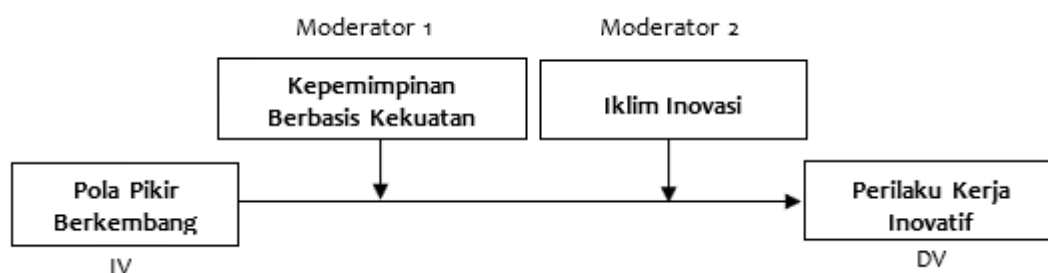 Moderator 1
Moderator 2
Kepemimpinan
Berbasis Kekuatan
Iklim Inovasi
Pola Pikir
Berkembang
Perilaku Kerja
Inovatif
IV
DV